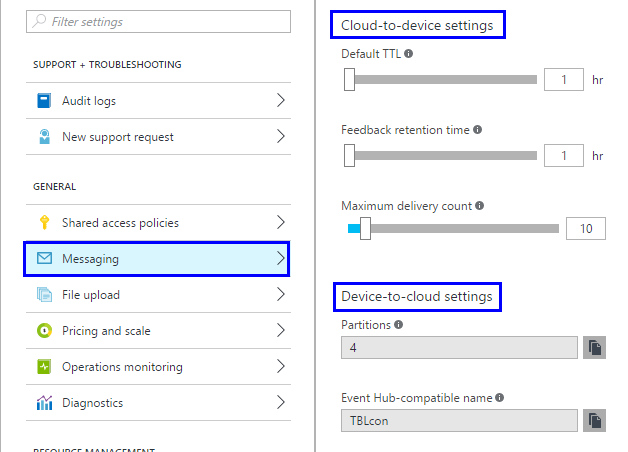 Filter settings
SUPPORT + TROUBLESHOOTING
Audit logs
New support request
GENERAL
Shared access policies
Messaging
File upload
Pricing and scale
Operations monitoring
Diagnostics
RESOURCE MANAGEMENT
Cloud-to-device settings
Default TTL
1 hr
Feedback retention time
1 hr
Maximum delivery count
10
Device-to-cloud settings
Partitions
4
Event Hub-compatible name
TBLcon